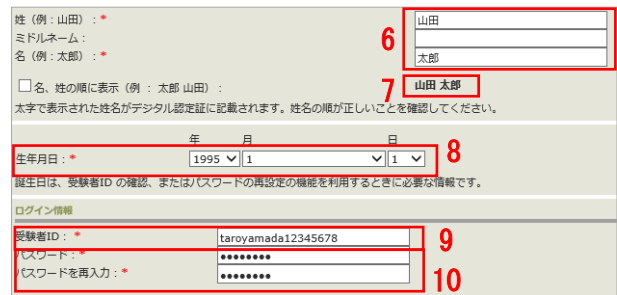 姓（例：山田）：* 山田
ミドルネーム：
名（例：太郎）：* 太郎
6
名、姓の順に表示（例 ： 太郎 山田）： 山田 太郎
7
太字で表示された姓名がデジタル認定証に記載されます。姓名の順が正しいことを確認してください。
年 月 日
生年月日：* 1995 1 1
8
誕生日は、受験者ID の確認、またはパスワードの再設定の機能を利用するときに必要な情報です。
ログイン情報
受験者ID： * taroyamada12345678
9
パスワード：* ●●●●●●●●
パスワードを再入力：* ●●●●●●●●
10